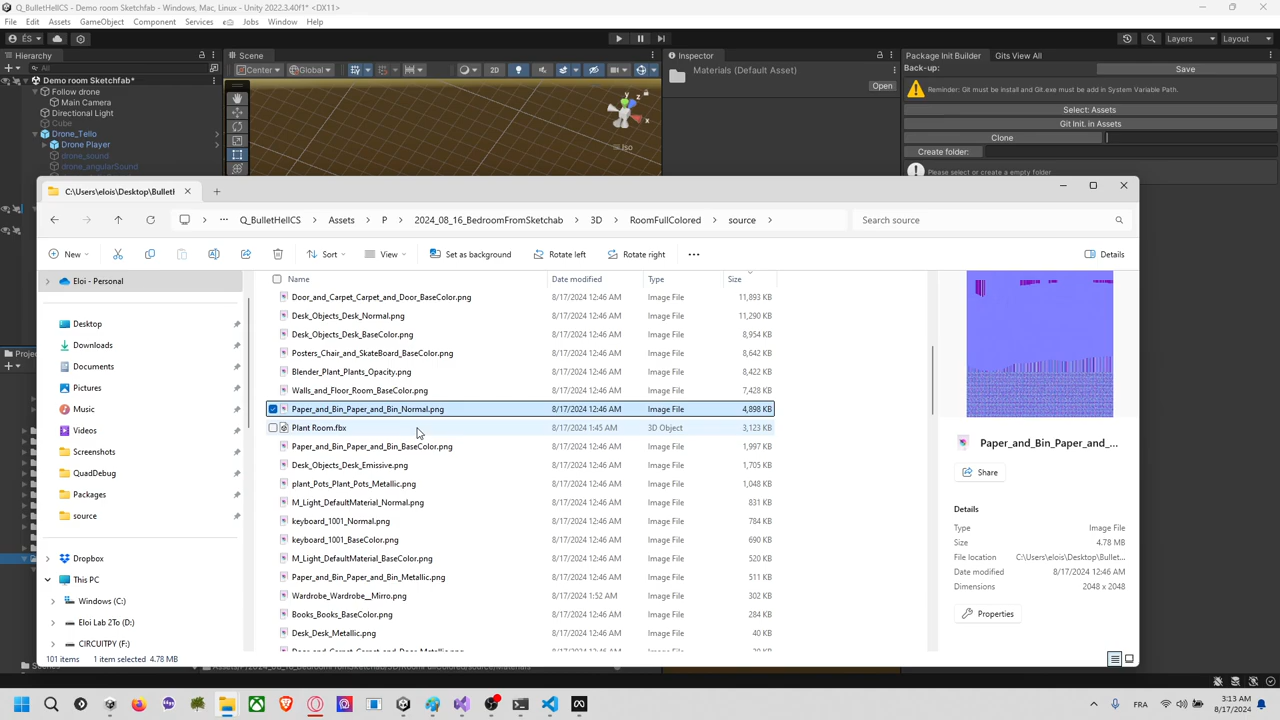 Q_BulletHellCS - Demo room Sketchfab - Windows, Mac, Linux - Unity 2022.3.40f1* <DX11>
File Edit Assets GameObject Component Services Jobs Window Help
ÉS
Layers Layout
Hierarchy Scene Inspector Package Init Builder Gits View All
All Center Global 2D Materials (Default Asset) Back-up: Save
Open
Reminder: Git must be install and Git.exe must be add in System Variable Path.
Demo room Sketchfab*
Follow drone
Main Camera
Directional Light
Cube
Drone_Tello
Drone Player
drone_sound
drone_angularSound
x
Iso
Select: Assets
Git Init. in Assets
Clone
Create folder:
Please select or create a empty folder
C:\Users\elois\Desktop\BulletH
Q_BulletHellCS > Assets > P > 2024_08_16_BedroomFromSketchab > 3D > RoomFullColored > source >
Search source
New Sort View Set as background Rotate left Rotate right Details
Eloi - Personal
Desktop
Downloads
Documents
Pictures
Music
Videos
Screenshots
QuadDebug
Packages
source
Dropbox
This PC
Windows (C:)
Eloi Lab 2To (D:)
CIRCUITPY (F:)
Name Date modified Type Size
Door_and_Carpet_Carpet_and_Door_BaseColor.png 8/17/2024 12:46 AM Image File 11,893 KB
Desk_Objects_Desk_Normal.png 8/17/2024 12:46 AM Image File 11,290 KB
Desk_Objects_Desk_BaseColor.png 8/17/2024 12:46 AM Image File 8,954 KB
Posters_Chair_and_SkateBoard_BaseColor.png 8/17/2024 12:46 AM Image File 8,642 KB
Blender_Plant_Plants_Opacity.png 8/17/2024 12:46 AM Image File 8,422 KB
Walls_and_Floor_Room_BaseColor.png 8/17/2024 12:46 AM Image File 7,428 KB
Paper_and_Bin_Paper_and_Bin_Normal.png 8/17/2024 12:46 AM Image File 4,898 KB
Plant Room.fbx 8/17/2024 1:45 AM 3D Object 3,123 KB
Paper_and_Bin_Paper_and_Bin_BaseColor.png 8/17/2024 12:46 AM Image File 1,997 KB
Desk_Objects_Desk_Emissive.png 8/17/2024 12:46 AM Image File 1,705 KB
plant_Pots_Plant_Pots_Metallic.png 8/17/2024 12:46 AM Image File 1,048 KB
M_Light_DefaultMaterial_Normal.png 8/17/2024 12:46 AM Image File 831 KB
keyboard_1001_Normal.png 8/17/2024 12:46 AM Image File 784 KB
keyboard_1001_BaseColor.png 8/17/2024 12:46 AM Image File 690 KB
M_Light_DefaultMaterial_BaseColor.png 8/17/2024 12:46 AM Image File 520 KB
Paper_and_Bin_Paper_and_Bin_Metallic.png 8/17/2024 12:46 AM Image File 511 KB
Wardrobe_Wardrobe__Mirro.png 8/17/2024 1:52 AM Image File 302 KB
Books_Books_BaseColor.png 8/17/2024 12:46 AM Image File 284 KB
Desk_Desk_Metallic.png 8/17/2024 12:46 AM Image File 40 KB
Paper_and_Bin_Paper_and_...
Share
Details
Type Image File
Size 4.78 MB
File location C:\Users\elois\Desktop\Bullet...
Date modified 8/17/2024 12:46 AM
Dimensions 2048 x 2048
Properties
101 items 1 item selected 4.78 MB
FRA
3:13 AM
8/17/2024